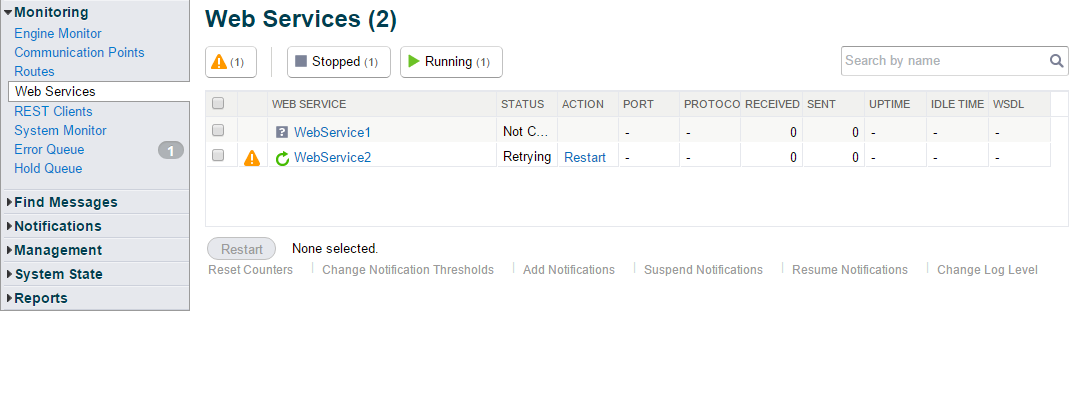 Monitoring
Engine Monitor
Communication Points
Routes
Web Services
REST Clients
System Monitor
Error Queue 1
Hold Queue
Find Messages
Notifications
Management
System State
Reports
Web Services (2)
(1) Stopped (1) Running (1) Search by name
WEB SERVICE STATUS ACTION PORT PROTOCO RECEIVED SENT UPTIME IDLE TIME WSDL
? WebService1 Not C... - - 0 0 - - -
WebService2 Retrying Restart - - 0 0 - - -
Restart None selected.
Reset Counters Change Notification Thresholds Add Notifications Suspend Notifications Resume Notifications Change Log Level